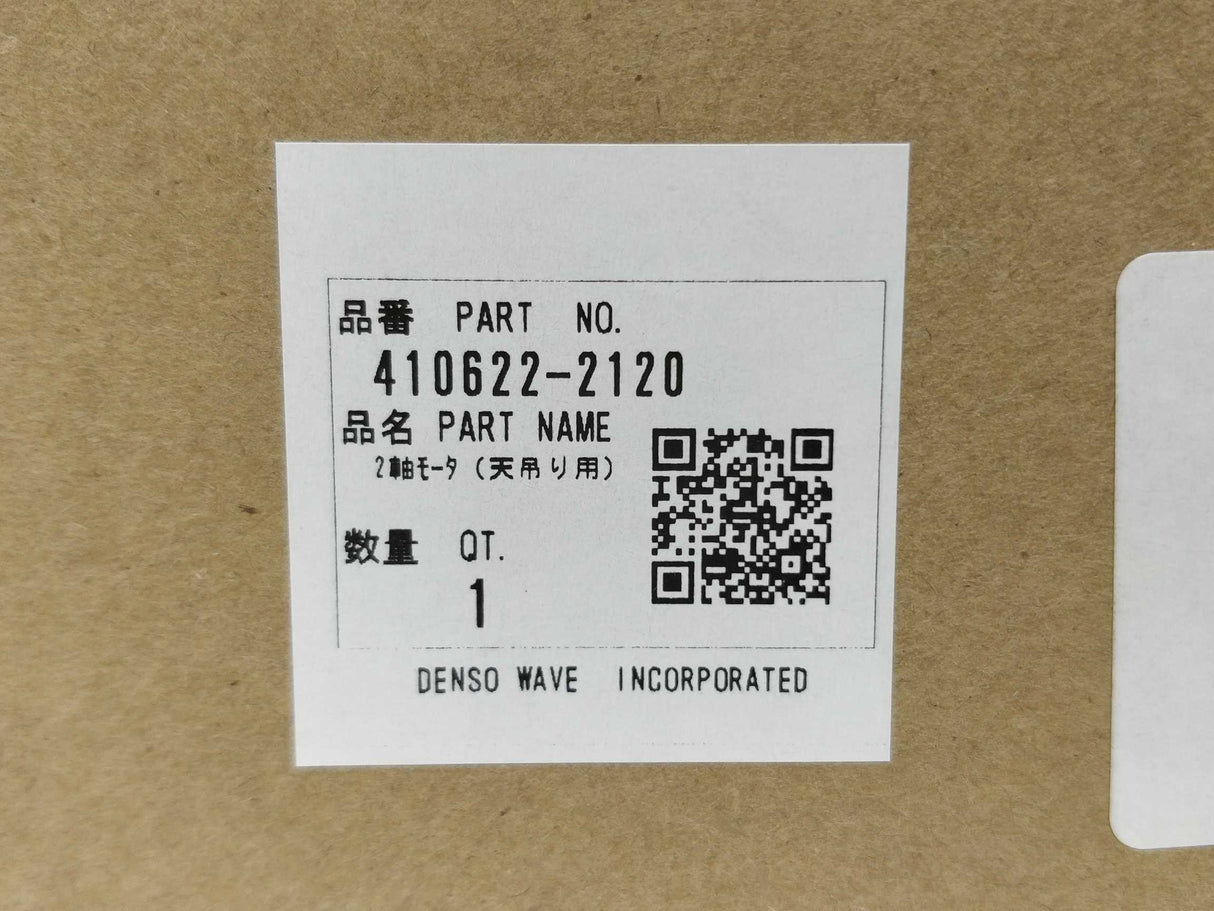 品番 PART NO.
410622-2120
品名 PART NAME
2軸モータ (天吊り用)
数量 QT.
1
DENSO WAVE INCORPORATED